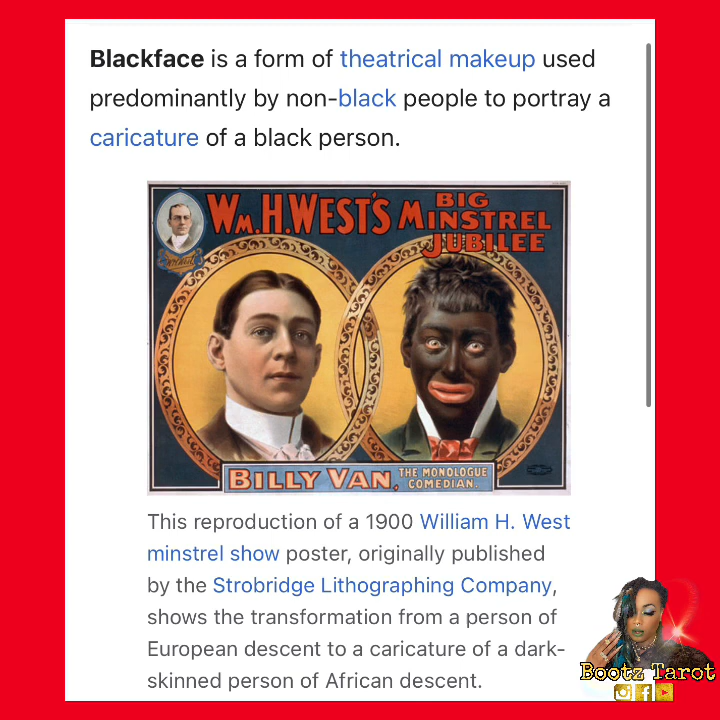 Blackface is a form of theatrical makeup used
predominantly by non-black people to portray a
caricature of a black person.
WM.H.WEST'S BIG
MINSTREL
JUBILEE
BILLY VAN, THE MONOLOGUE
COMEDIAN.
This reproduction of a 1900 William H. West
minstrel show poster, originally published
by the Strobridge Lithographing Company,
shows the transformation from a person of
European descent to a caricature of a dark-
skinned person of African descent.
Bootz Tarot